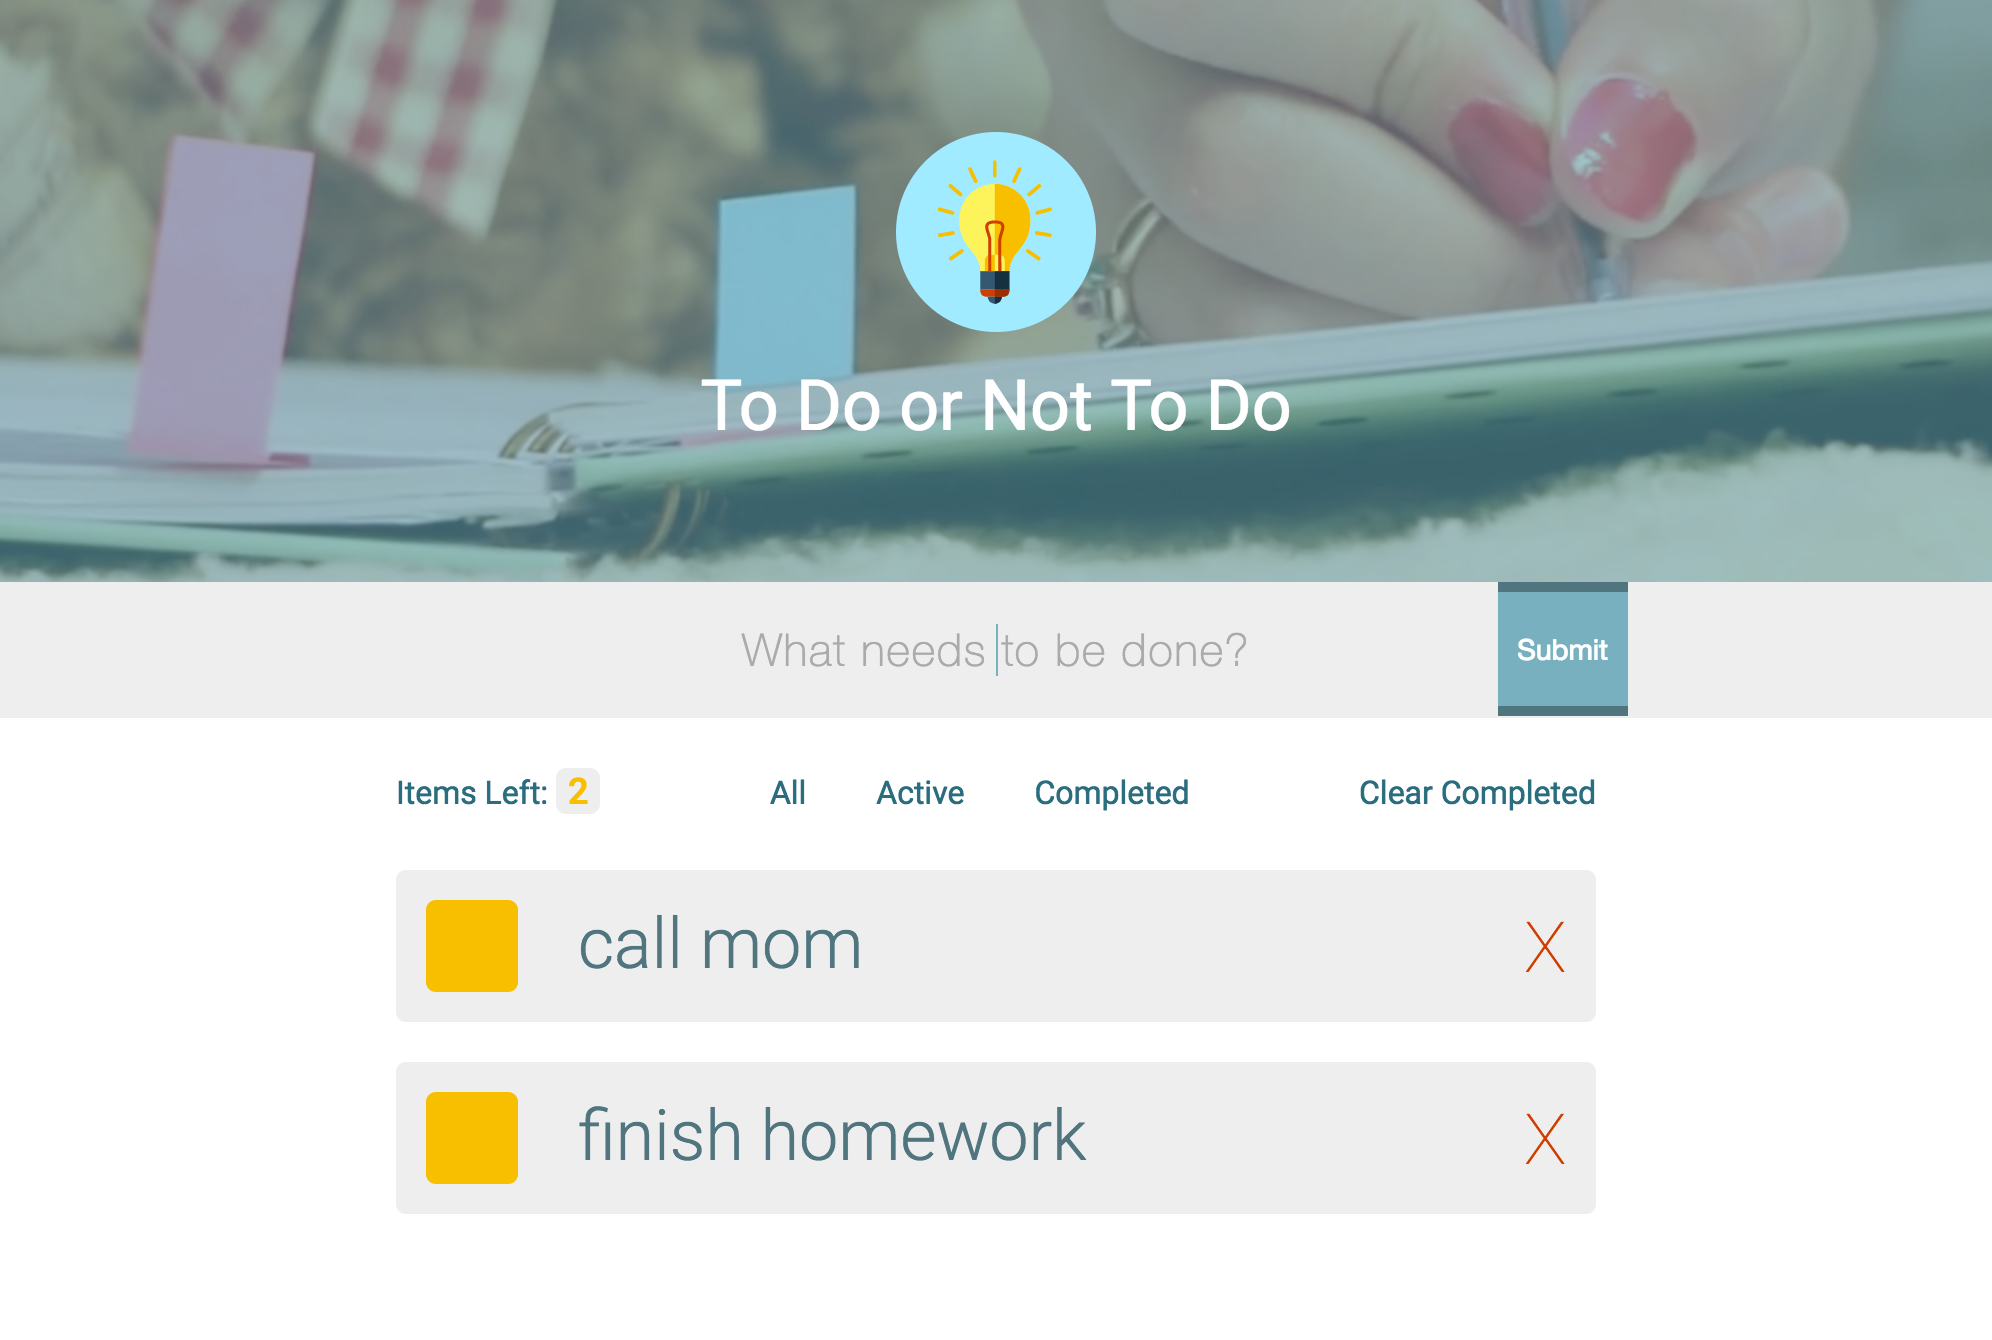 To Do or Not To Do
What needs to be done?
Submit
Items Left: 2
All
Active
Completed
Clear Completed
call mom
X
finish homework
X